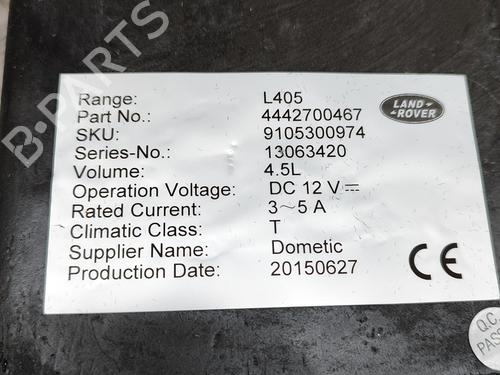 Range: L405
Part No.: 4442700467
SKU: 9105300974
Series-No.: 13063420
Volume: 4.5L
Operation Voltage: DC 12 V ⎓
Rated Current: 3~5 A
Climatic Class: T
Supplier Name: Dometic
Production Date: 20150627
LAND
ROVER
CE
Q.C.
PASS
B-PARTS